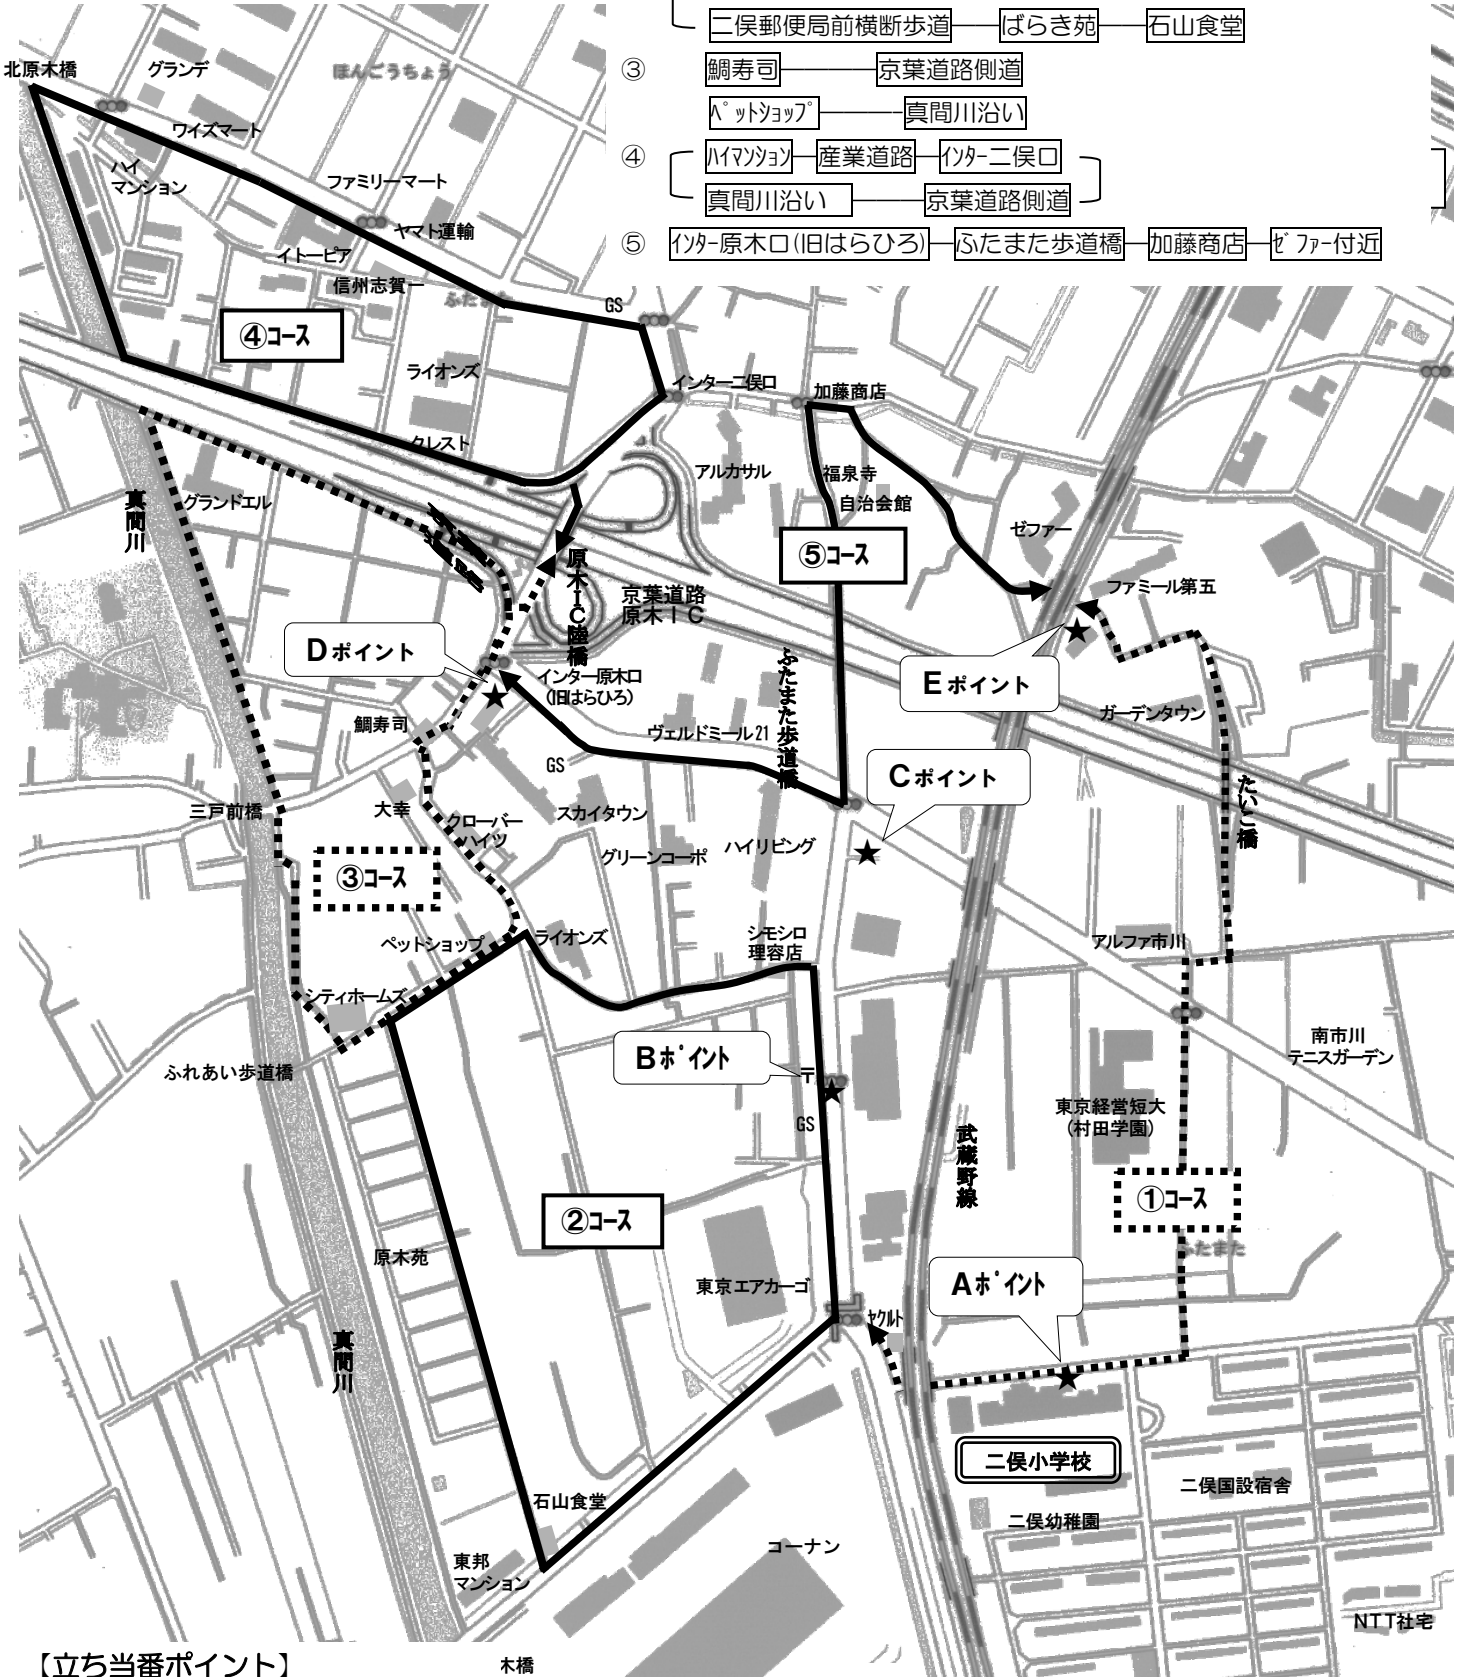 二俣郵便局前横断歩道 ばらき苑 石山食堂
③ 鯛寿司 京葉道路側道
ペットショップ 真間川沿い
④ ハイマンション 産業道路 インター二俣口
真間川沿い 京葉道路側道
⑤ インター原木口(旧はらひろ) ふたまた歩道橋 加藤商店 ゼファー付近
北原木橋
グランデ
ほんごうちょう
ワイズマート
ハイ
マンション
ファミリーマート
ヤマト運輸
イトーピア
信州志賀一
ふたまた
GS
④コース
ライオンズ
インター二俣口
加藤商店
クレスト
アルカサル
福泉寺
自治会館
真間川
グランドエル
ゼファー
⑤コース
原木IC陸橋
京葉道路
原木IC
ファミール第五
Dポイント
インター原木口
(旧はらひろ)
Eポイント
ふたまた歩道橋
ガーデンタウン
鯛寿司
ヴェルドミール21
GS
Cポイント
たいこ橋
三戸前橋
大幸
クローバー
ハイツ
スカイタウン
グリーンコーポ
ハイリビング
③コース
ペットショップ
ライオンズ
シモシロ
理容店
アルファ市川
シティホームズ
南市川
テニスガーデン
ふれあい歩道橋
Bポイント
〒
GS
東京経営短大
(村田学園)
武蔵野線
①コース
②コース
ふたまた
原木苑
東京エアカーゴ
Aポイント
ヤクルト
真間川
二俣小学校
二俣国設宿舎
石山食堂
二俣幼稚園
コーナン
東邦
マンション
NTT社宅
【立ち当番ポイント】
木橋